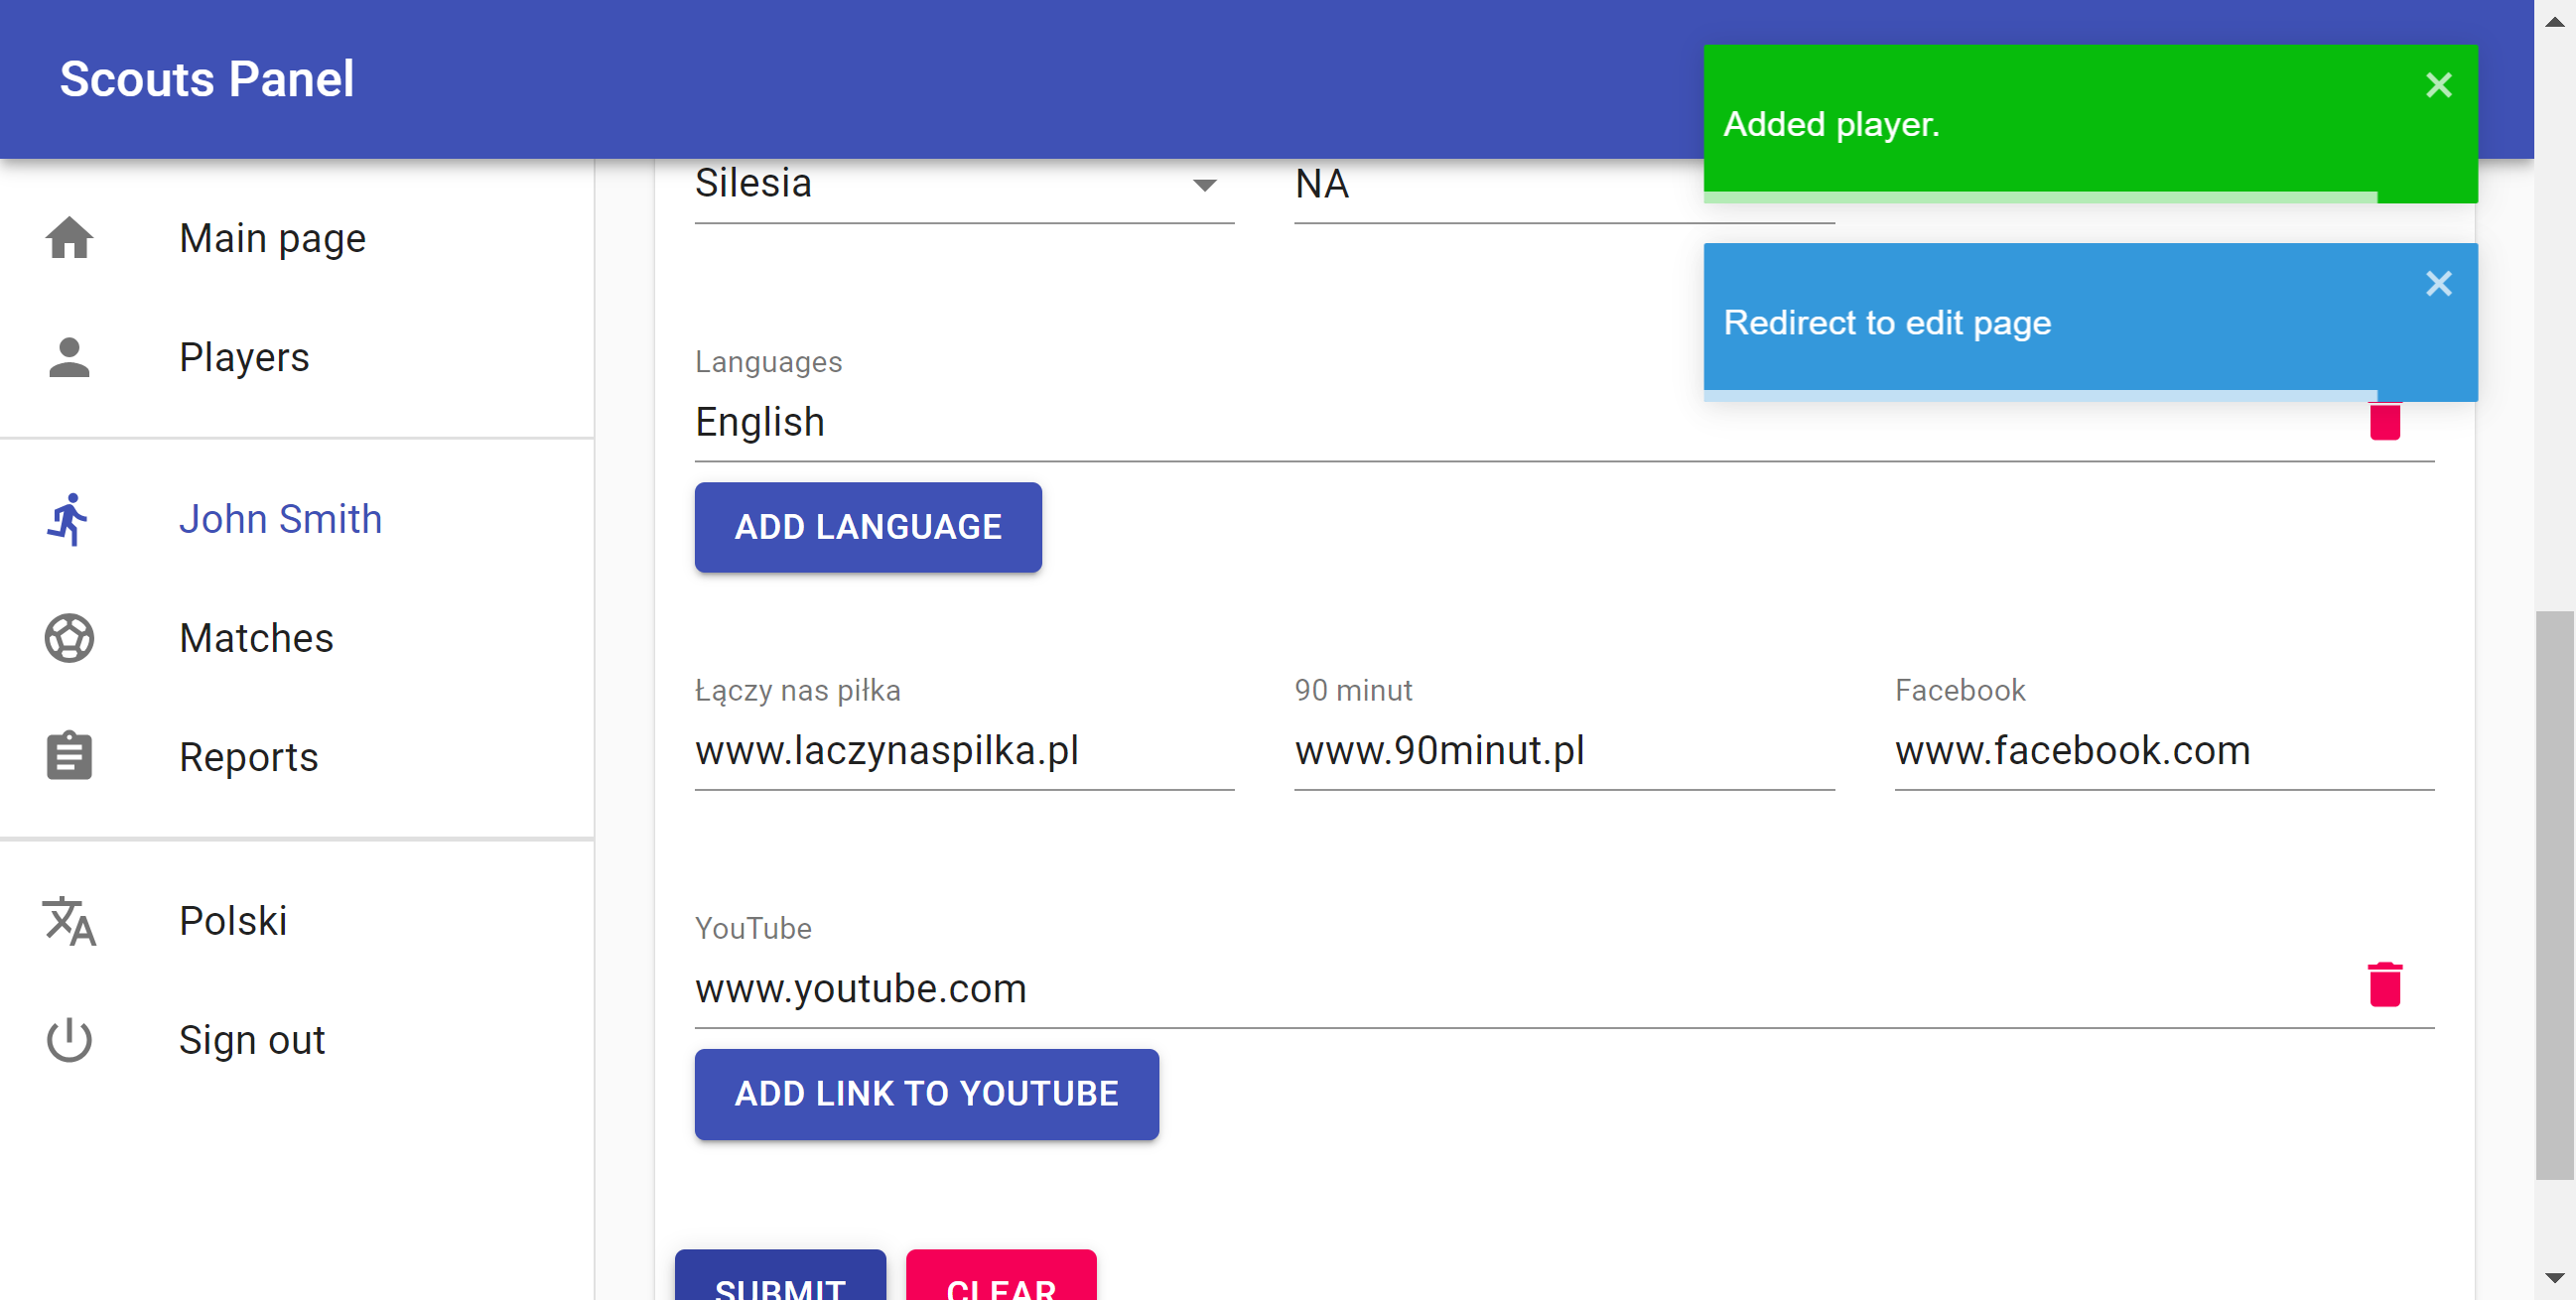 Scouts Panel
Added player.
Redirect to edit page
Main page
Players
John Smith
Matches
Reports
Polski
Sign out
Silesia
NA
Languages
English
ADD LANGUAGE
Łączy nas piłka
90 minut
Facebook
www.laczynaspilka.pl
www.90minut.pl
www.facebook.com
YouTube
www.youtube.com
ADD LINK TO YOUTUBE
SUBMIT
CLEAR